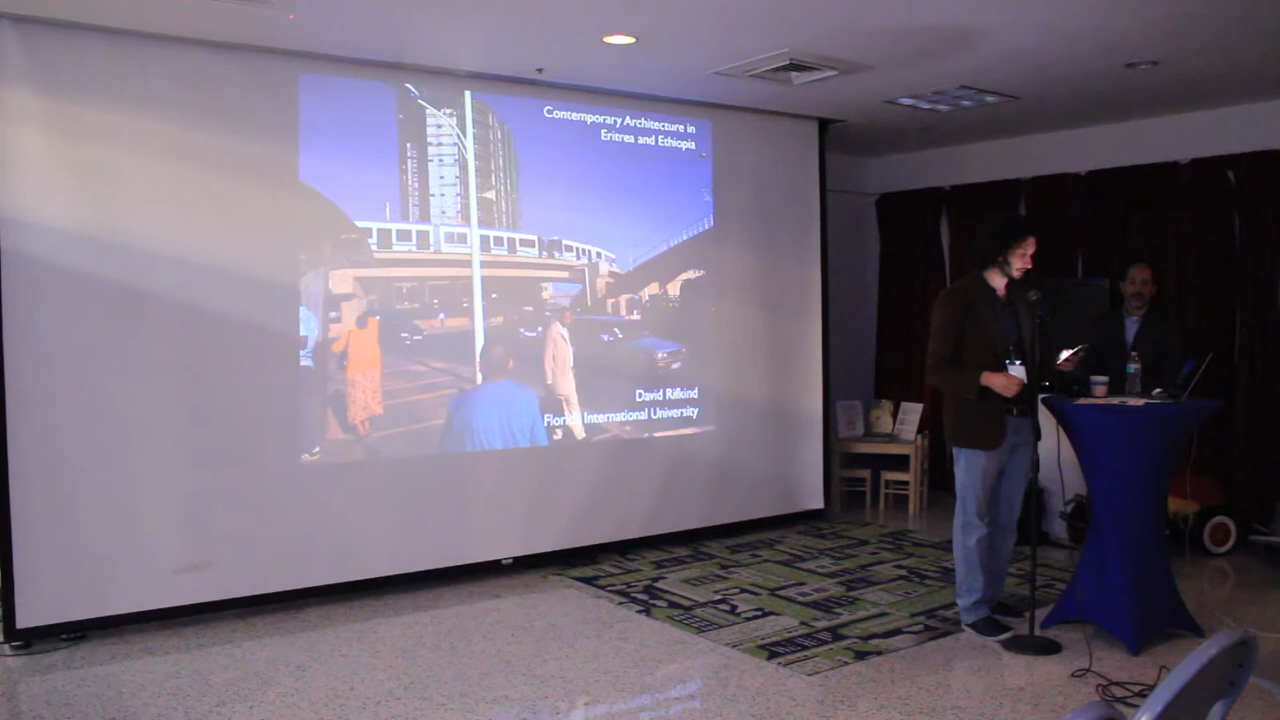 Contemporary Architecture in
Eritrea and Ethiopia
David Rifkind
Florida International University